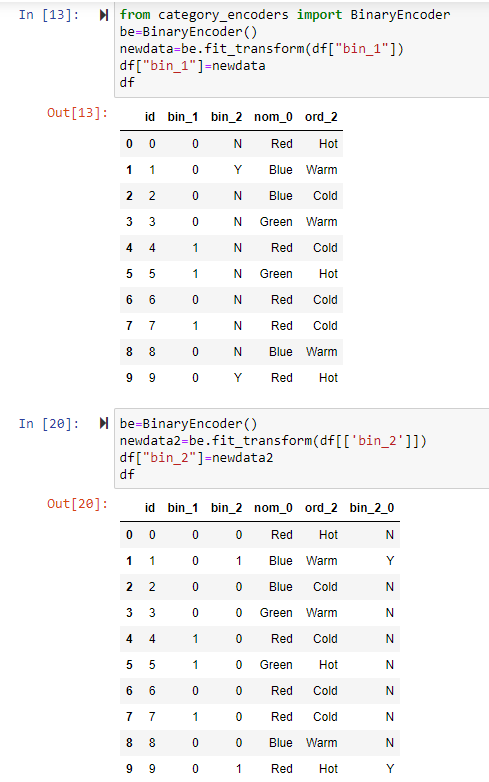 In [13]: from category_encoders import BinaryEncoder
be=BinaryEncoder()
newdata=be.fit_transform(df["bin_1"])
df["bin_1"]=newdata
df
Out[13]:
id bin_1 bin_2 nom_0 ord_2
0 0 0 N Red Hot
1 1 0 Y Blue Warm
2 2 0 N Blue Cold
3 3 0 N Green Warm
4 4 1 N Red Cold
5 5 1 N Green Hot
6 6 0 N Red Cold
7 7 1 N Red Cold
8 8 0 N Blue Warm
9 9 0 Y Red Hot
In [20]: be=BinaryEncoder()
newdata2=be.fit_transform(df[['bin_2']])
df["bin_2"]=newdata2
df
Out[20]:
id bin_1 bin_2 nom_0 ord_2 bin_2_0
0 0 0 0 Red Hot N
1 1 0 1 Blue Warm Y
2 2 0 0 Blue Cold N
3 3 0 0 Green Warm N
4 4 1 0 Red Cold N
5 5 1 0 Green Hot N
6 6 0 0 Red Cold N
7 7 1 0 Red Cold N
8 8 0 0 Blue Warm N
9 9 0 1 Red Hot Y